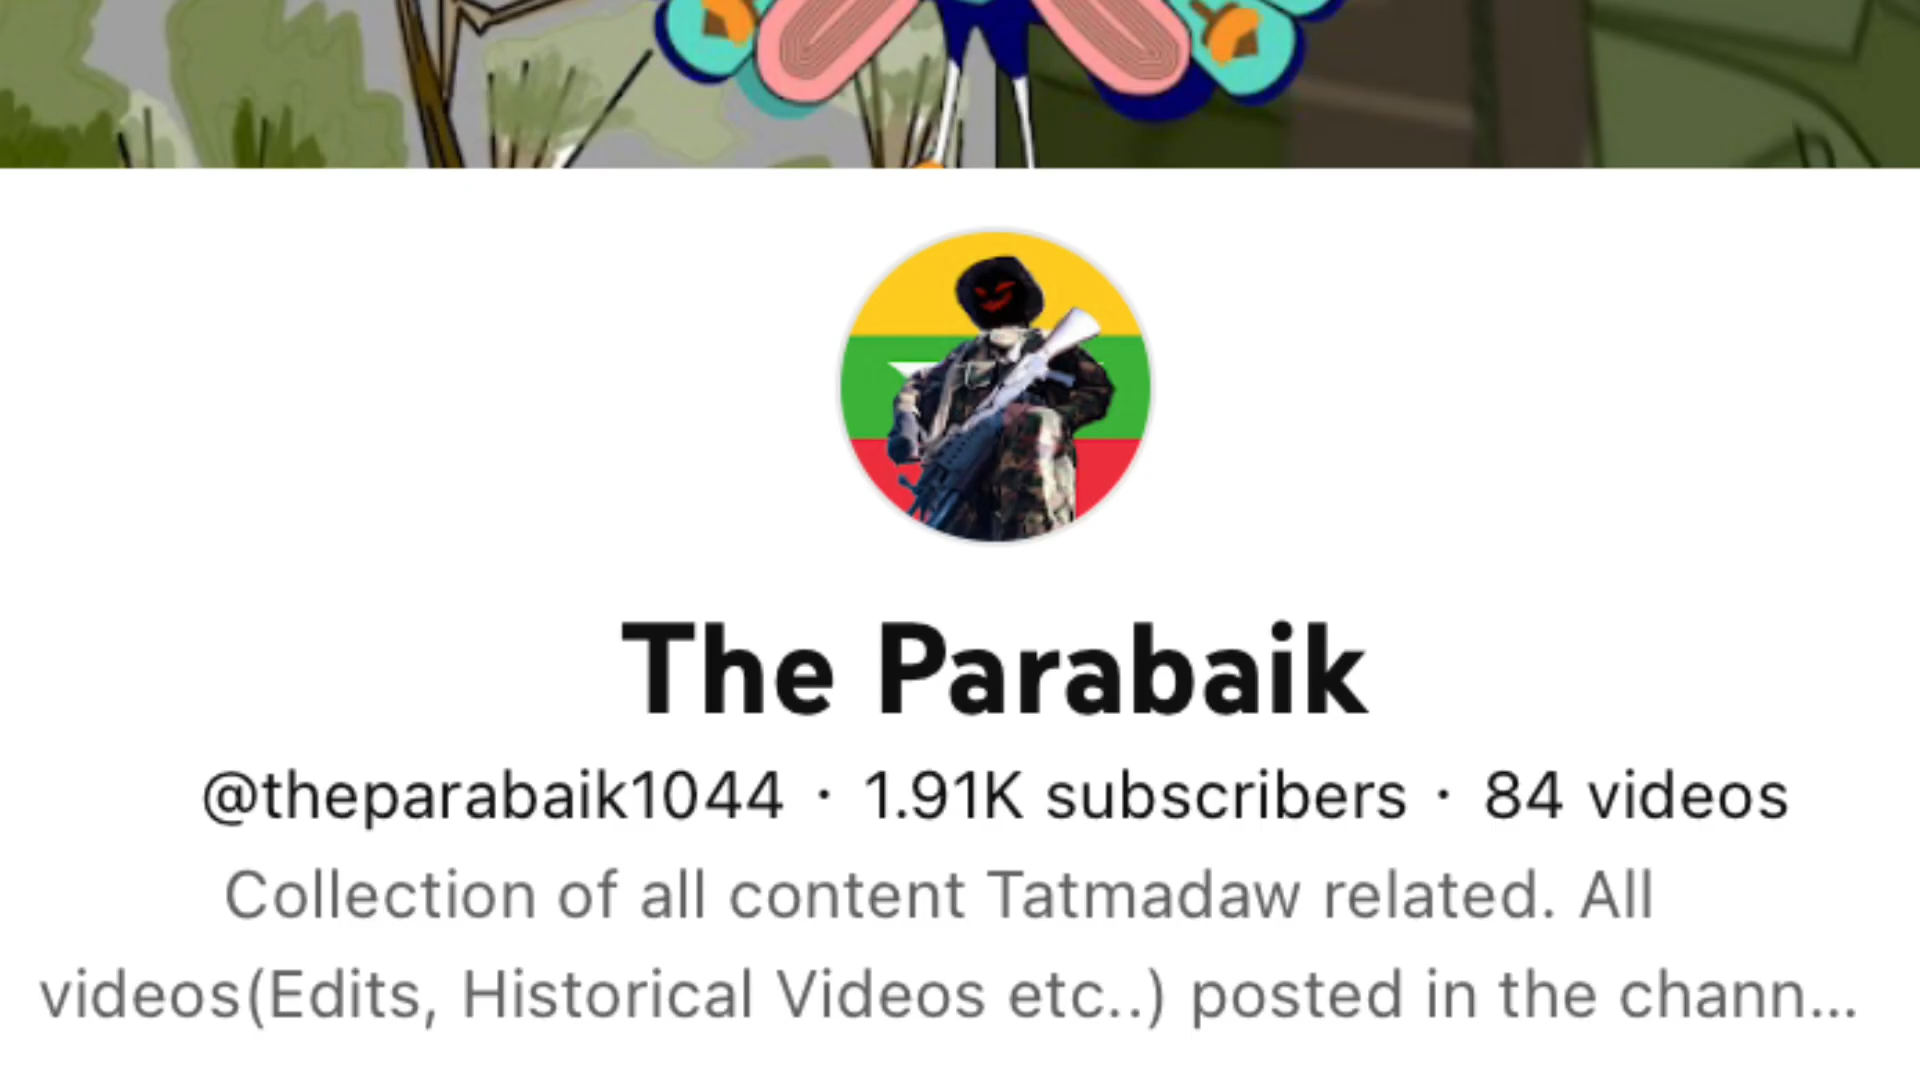 The Parabaik
@theparabaik1044 · 1.91K subscribers · 84 videos
Collection of all content Tatmadaw related. All
videos(Edits, Historical Videos etc..) posted in the chann...